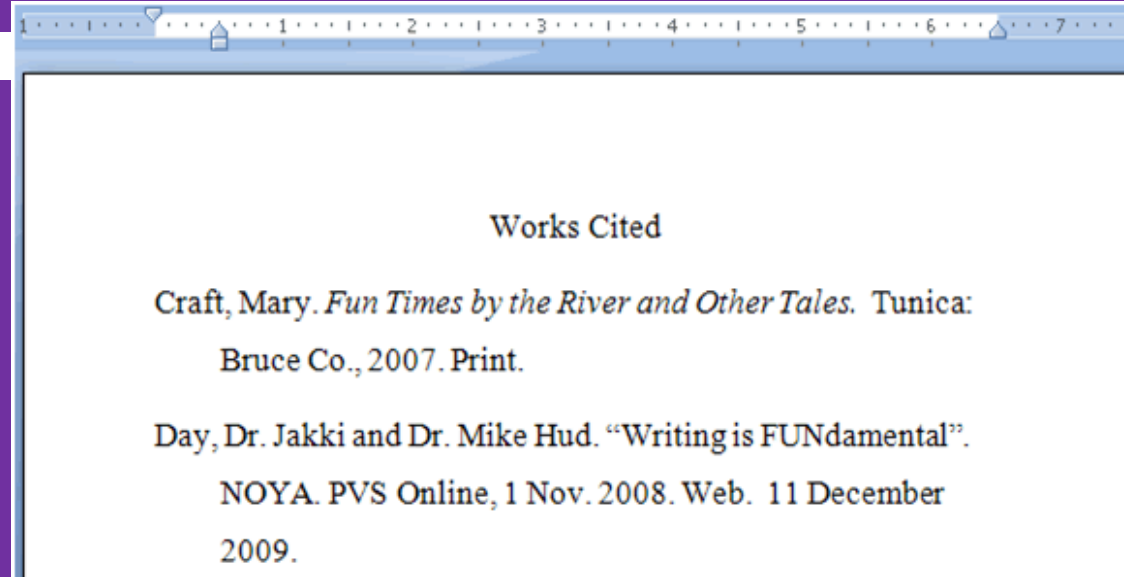 1 1 2 3 4 5 6 7
Works Cited
Craft, Mary. Fun Times by the River and Other Tales.  Tunica:
Bruce Co., 2007. Print.
Day, Dr. Jakki and Dr. Mike Hud. “Writing is FUNdamental”.
NOYA. PVS Online, 1 Nov. 2008. Web.  11 December
2009.